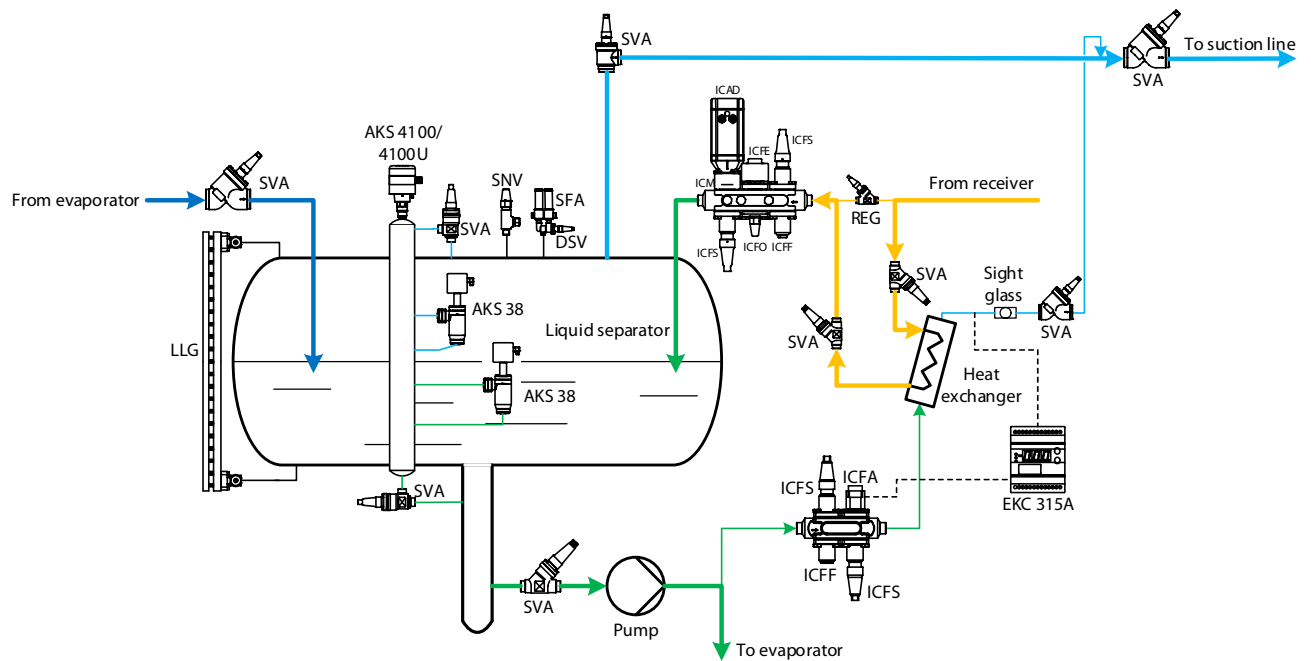 SVA
To suction line
SVA
ICAD
AKS 4100/
4100U
ICFE
ICFS
SVA
SNV
SFA
ICM
From receiver
From evaporator
REG
SVA
DSV
ICFS
ICFO
ICFF
SVA
Sight
glass
AKS 38
Liquid separator
SVA
SVA
LLG
Heat
exchanger
AKS 38
ICFS
ICFA
SVA
EKC 315A
ICFF
ICFS
SVA
Pump
To evaporator